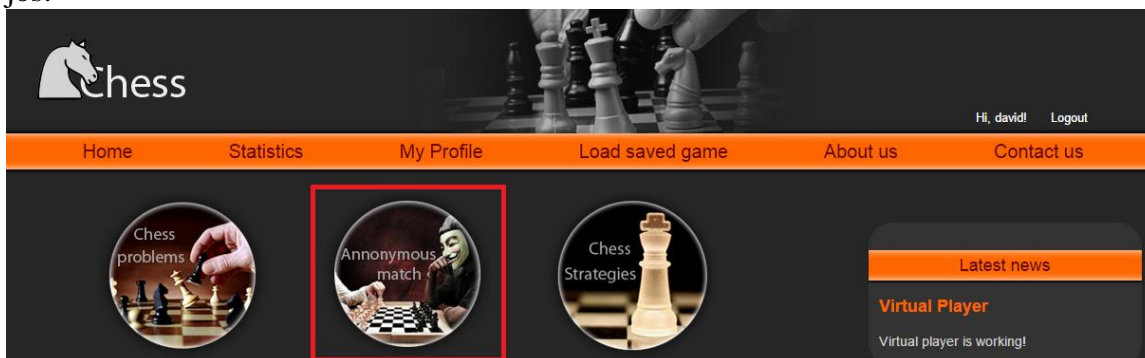 jos:
Chess
Hi, david! Logout
Home Statistics My Profile Load saved game About us Contact us
Chess
problems
Annonymous
match
Chess
Strategies
Latest news
Virtual Player
Virtual player is working!